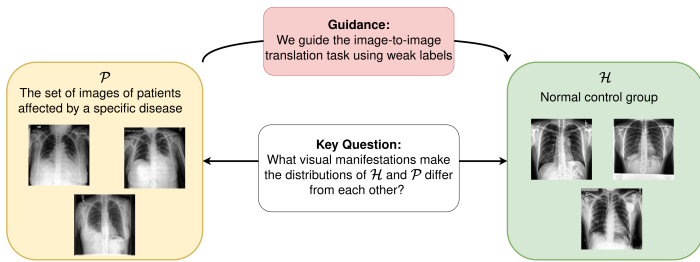 Guidance:
We guide the image-to-image
translation task using weak labels
𝒫
The set of images of patients
affected by a specific disease
Key Question:
What visual manifestations make
the distributions of ℋ and 𝒫 differ
from each other?
ℋ
Normal control group